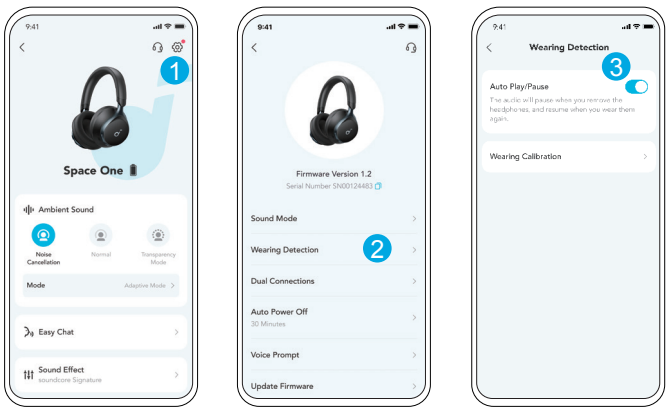 9:41
1
Space One
Ambient Sound
Noise
Cancellation
Normal
Transparency
Mode
Mode
Adaptive Mode
Easy Chat
Sound Effect
soundcore Signature
9:41
Firmware Version 1.2
Serial Number SN00124483
Sound Mode
Wearing Detection
2
Dual Connections
Auto Power Off
30 Minutes
Voice Prompt
Update Firmware
9:41
Wearing Detection
3
Auto Play/Pause
The audio will pause when you remove the
headphones, and resume when you wear them
again.
Wearing Calibration